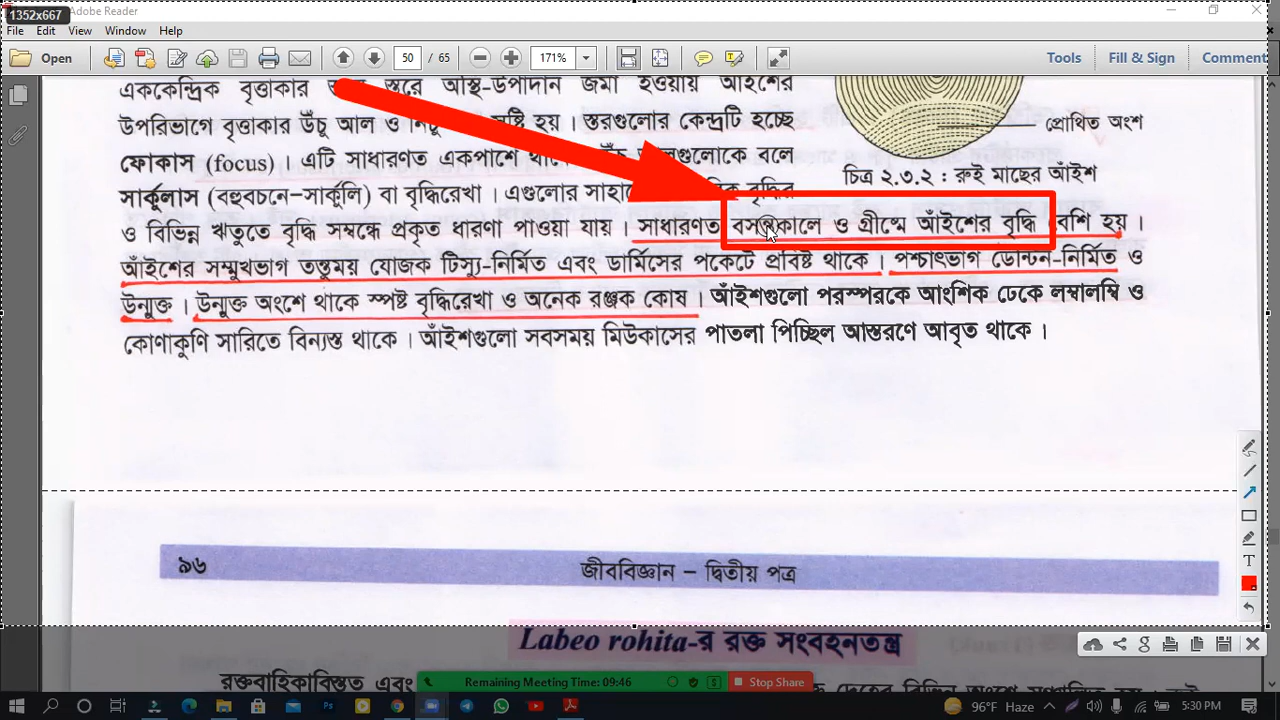 1352x667
Adobe Reader
File Edit View Window Help
Open 50 / 65 171% Tools Fill & Sign Comment
এককেন্দ্রিক বৃত্তাকার স্তরে অস্থি-উপাদান জমা হওয়ায় আঁইশের
উপরিভাগে বৃত্তাকার উঁচু আল ও নিচু সৃষ্টি হয়। স্তরগুলোর কেন্দ্রটি হচ্ছে
প্রোথিত অংশ
ফোকাস (focus)। এটি সাধারণত একপাশে থাকে। উঁচু আলগুলোকে বলে
চিত্র ২.৩.২ : রুই মাছের আঁইশ
সার্কুলাস (বহুবচনে-সার্কুলি) বা বৃদ্ধিরেখা। এগুলোর সাহায্যে বৃদ্ধির
ও বিভিন্ন ঋতুতে বৃদ্ধি সম্বন্ধে প্রকৃত ধারণা পাওয়া যায়। সাধারণত বসন্তকালে ও গ্রীষ্মে আঁইশের বৃদ্ধি বেশি হয়।
আঁইশের সম্মুখভাগ তন্তুময় যোজক টিস্যু-নির্মিত এবং ডার্মিসের পকেটে প্রবিষ্ট থাকে। পশ্চাৎভাগ ডেন্টিন-নির্মিত ও
উন্মুক্ত। উন্মুক্ত অংশে থাকে স্পষ্ট বৃদ্ধিরেখা ও অনেক রঞ্জক কোষ। আঁইশগুলো পরস্পরকে আংশিক ঢেকে লম্বালম্বি ও
কোণাকুণি সারিতে বিন্যস্ত থাকে। আঁইশগুলো সবসময় মিউকাসের পাতলা পিচ্ছিল আস্তরণে আবৃত থাকে।
৯৬ জীববিজ্ঞান – দ্বিতীয় পত্র
Labeo rohita-র রক্ত সংবহনতন্ত্র
রক্তবাহিকাবিস্তৃত এবং
Remaining Meeting Time: 09:46 Stop Share
96°F Haze 5:30 PM